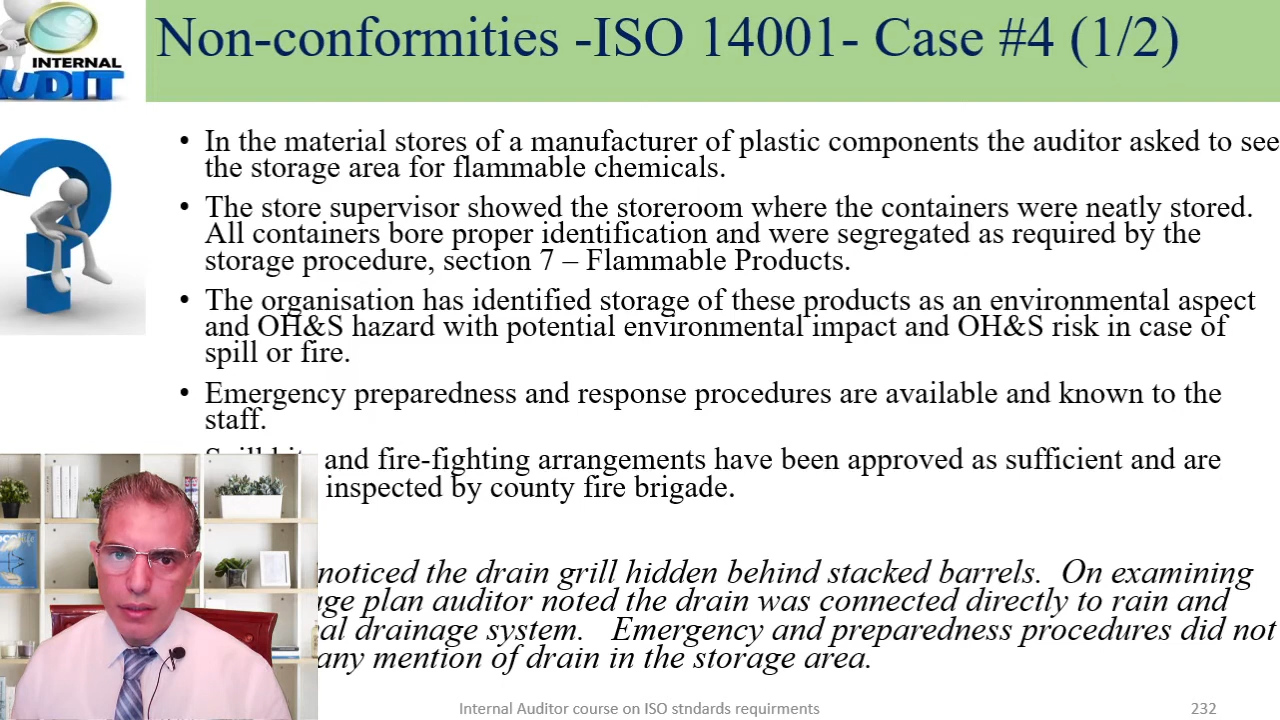 Non-conformities -ISO 14001- Case #4 (1/2)
INTERNAL
AUDIT
• In the material stores of a manufacturer of plastic components the auditor asked to see
the storage area for flammable chemicals.
• The store supervisor showed the storeroom where the containers were neatly stored.
All containers bore proper identification and were segregated as required by the
storage procedure, section 7 – Flammable Products.
• The organisation has identified storage of these products as an environmental aspect
and OH&S hazard with potential environmental impact and OH&S risk in case of
spill or fire.
• Emergency preparedness and response procedures are available and known to the
staff.
and fire-fighting arrangements have been approved as sufficient and are
inspected by county fire brigade.
noticed the drain grill hidden behind stacked barrels. On examining
plan auditor noted the drain was connected directly to rain and
drainage system. Emergency and preparedness procedures did not
any mention of drain in the storage area.
Internal Auditor course on ISO stndards requirments
232